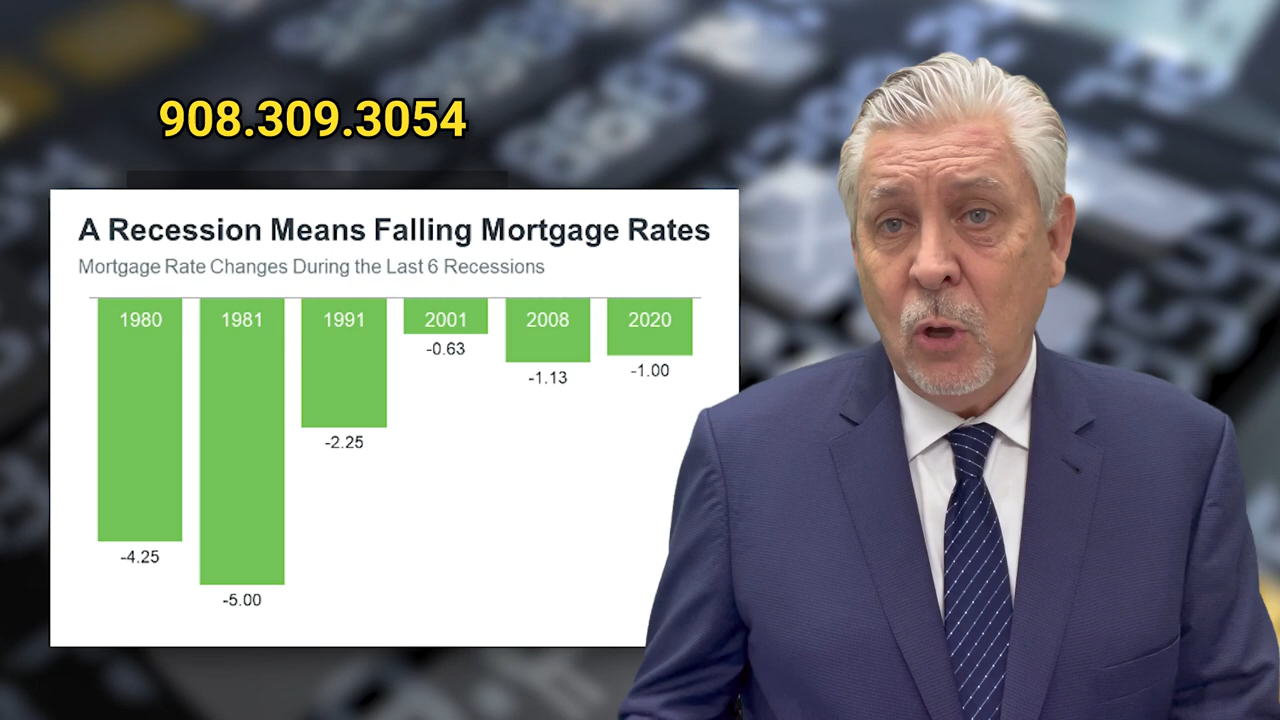 908.309.3054
A Recession Means Falling Mortgage Rates
Mortgage Rate Changes During the Last 6 Recessions
1980 1981 1991 2001 2008 2020
-0.63
-1.00
-1.13
-2.25
-4.25
-5.00